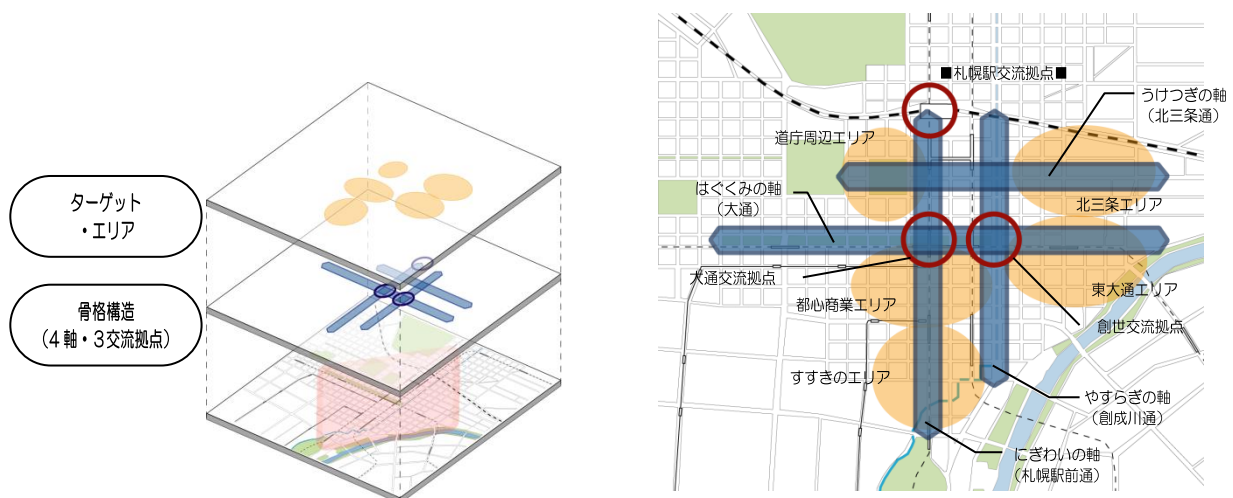 ターゲット
・エリア
骨格構造
(4軸・3交流拠点)
■札幌駅交流拠点■
うけつぎの軸
(北三条通)
道庁周辺エリア
はぐくみの軸
(大通)
北三条エリア
大通交流拠点
都心商業エリア
東大通エリア
創世交流拠点
すすきのエリア
やすらぎの軸
(創成川通)
にぎわいの軸
(札幌駅前通)